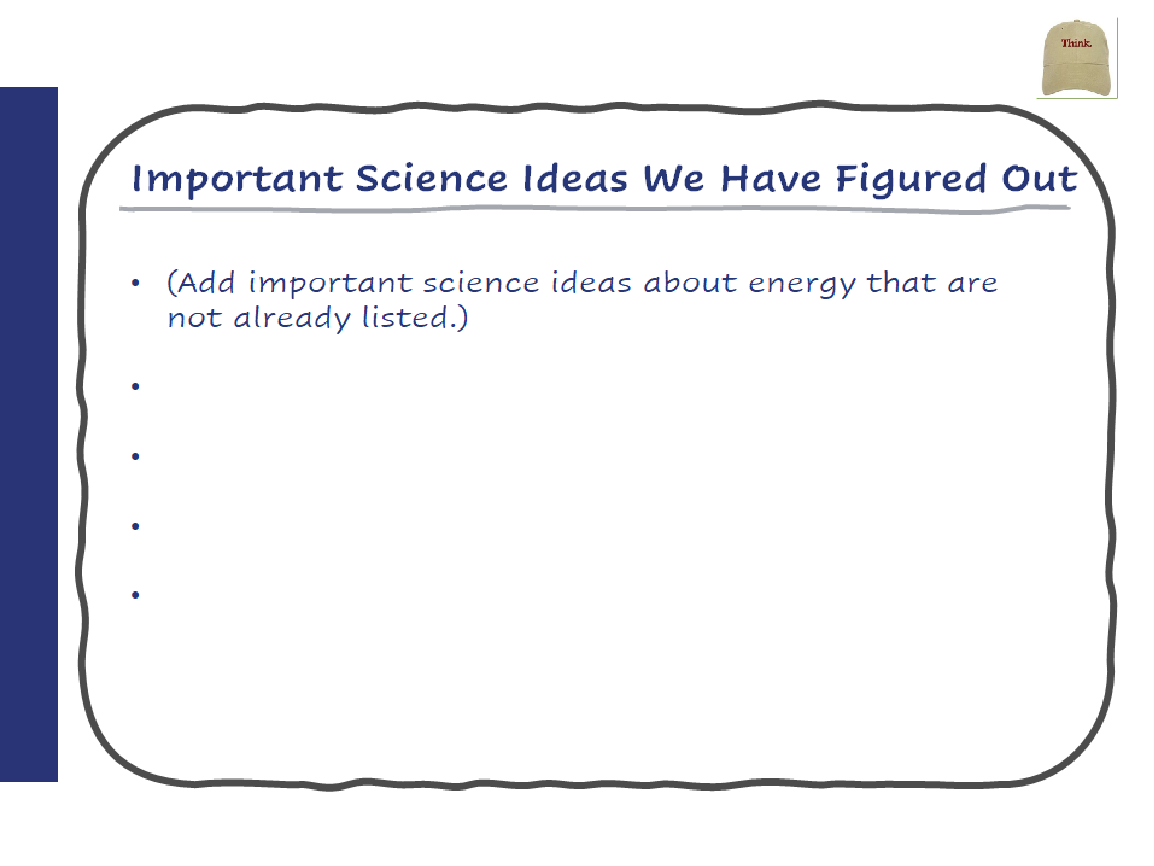 Think.
Important Science Ideas We Have Figured Out
• (Add important science ideas about energy that are
not already listed.)
•
•
•
•